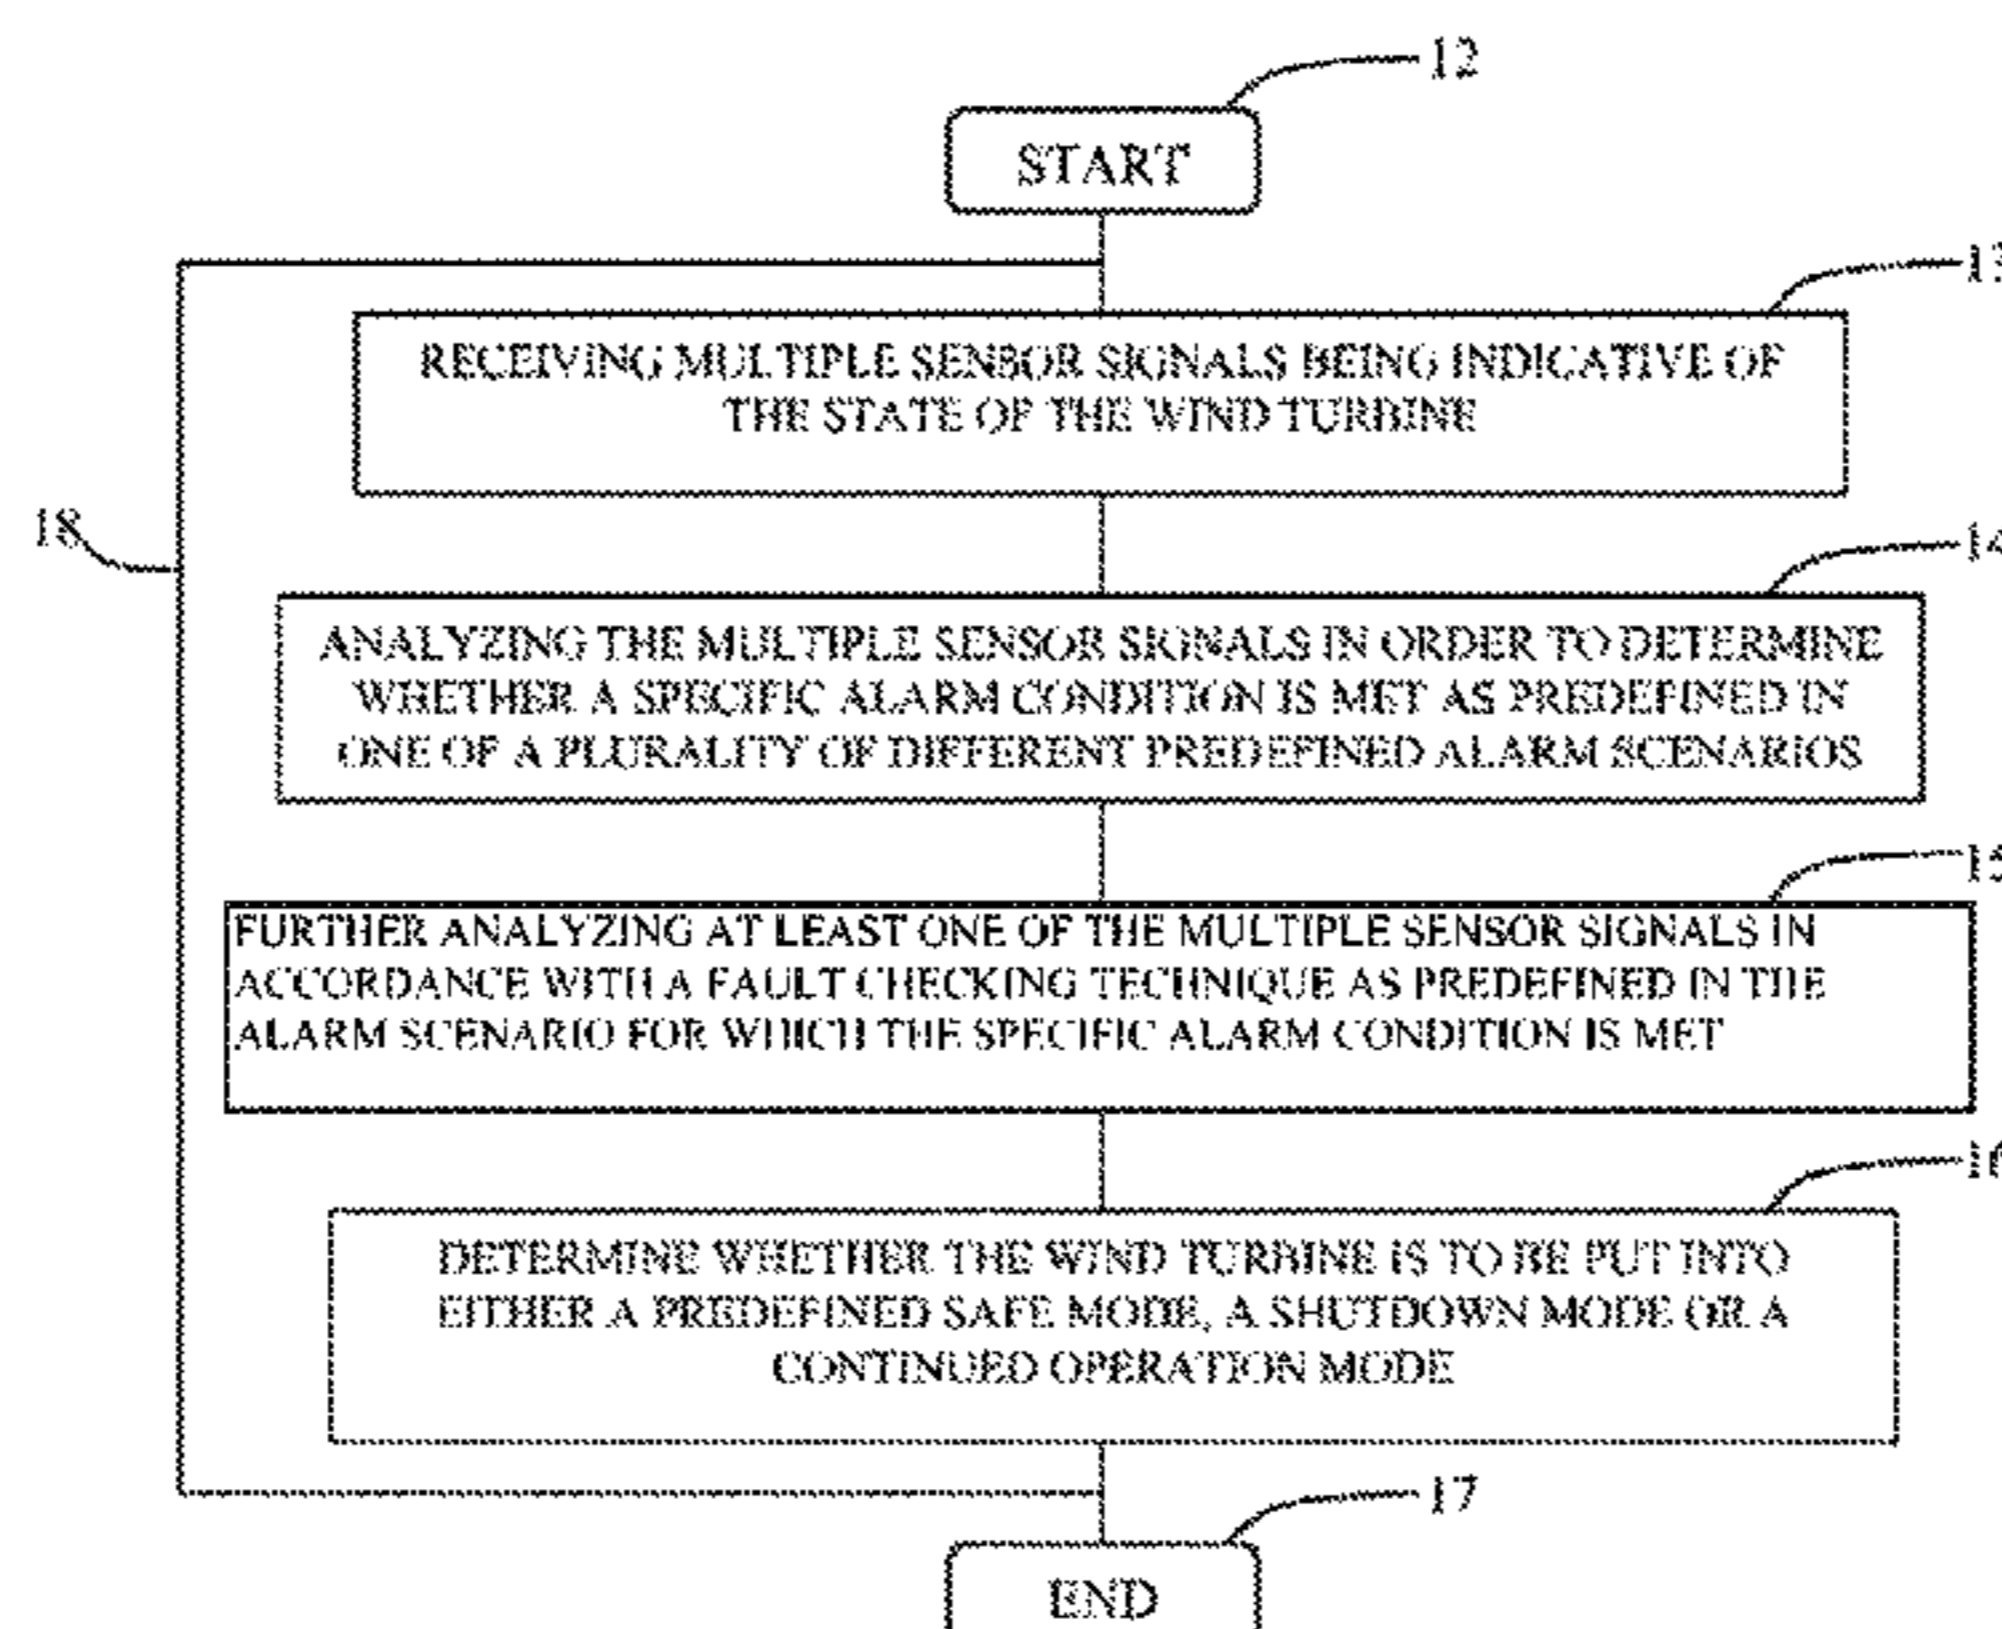 12
START
13
RECEIVING MULTIPLE SENSOR SIGNALS BEING INDICATIVE OF
THE STATE OF THE WIND TURBINE
18
14
ANALYZING THE MULTIPLE SENSOR SIGNALS IN ORDER TO DETERMINE
WHETHER A SPECIFIC ALARM CONDITION IS MET AS PREDEFINED IN
ONE OF A PLURALITY OF DIFFERENT PREDEFINED ALARM SCENARIOS
15
FURTHER ANALYZING AT LEAST ONE OF THE MULTIPLE SENSOR SIGNALS IN
ACCORDANCE WITH A FAULT CHECKING TECHNIQUE AS PREDEFINED IN THE
ALARM SCENARIO FOR WHICH THE SPECIFIC ALARM CONDITION IS MET
16
DETERMINE WHETHER THE WIND TURBINE IS TO BE PUT INTO
EITHER A PREDEFINED SAFE MODE, A SHUTDOWN MODE OR A
CONTINUED OPERATION MODE
17
END